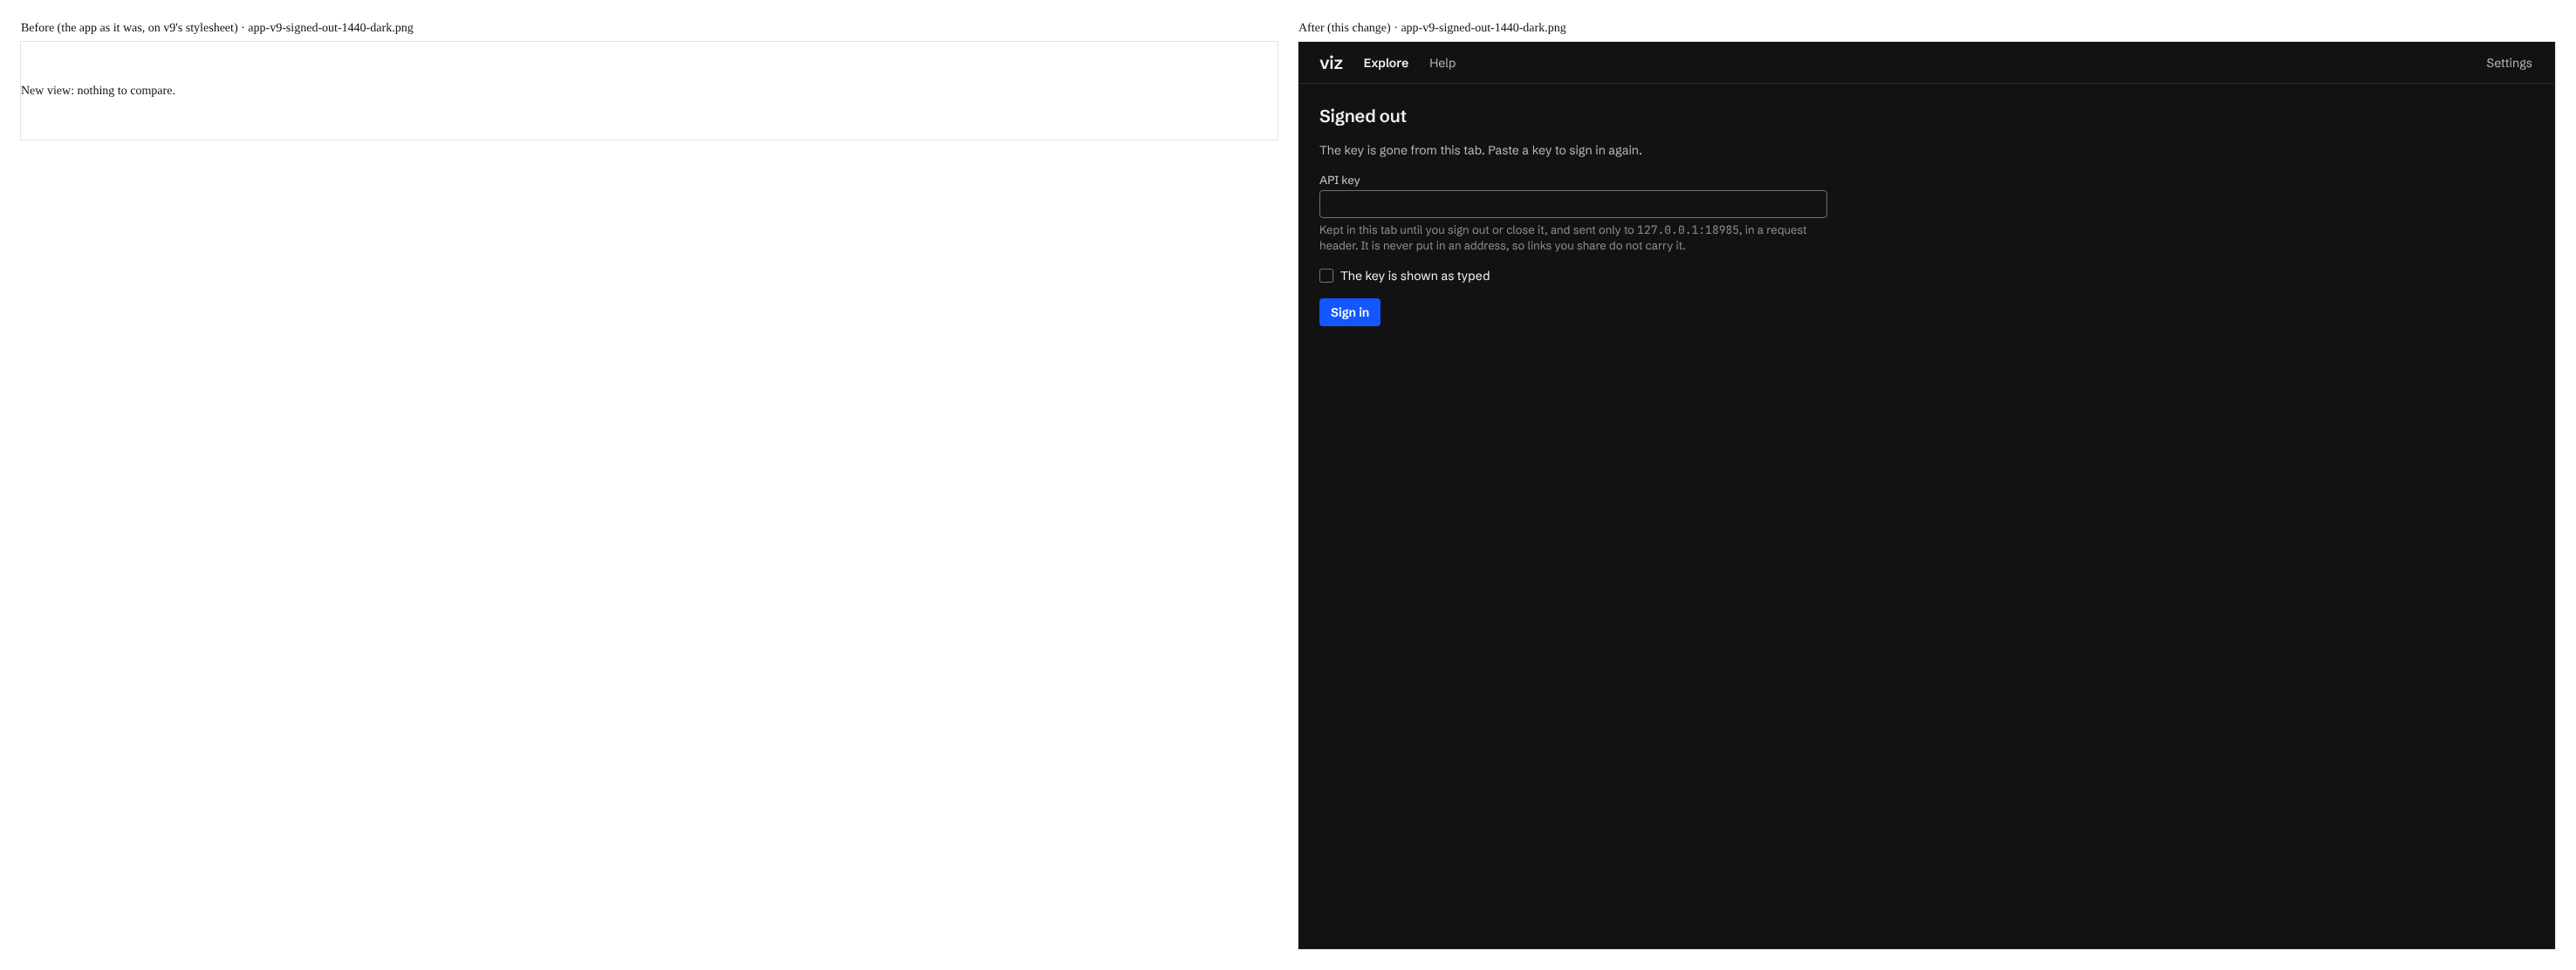 Before (the app as it was, on v9's stylesheet) · app-v9-signed-out-1440-dark.png
New view: nothing to compare.
After (this change) · app-v9-signed-out-1440-dark.png
viz Explore Help Settings
Signed out
The key is gone from this tab. Paste a key to sign in again.
API key
Kept in this tab until you sign out or close it, and sent only to 127.0.0.1:18985, in a request
header. It is never put in an address, so links you share do not carry it.
The key is shown as typed
Sign in